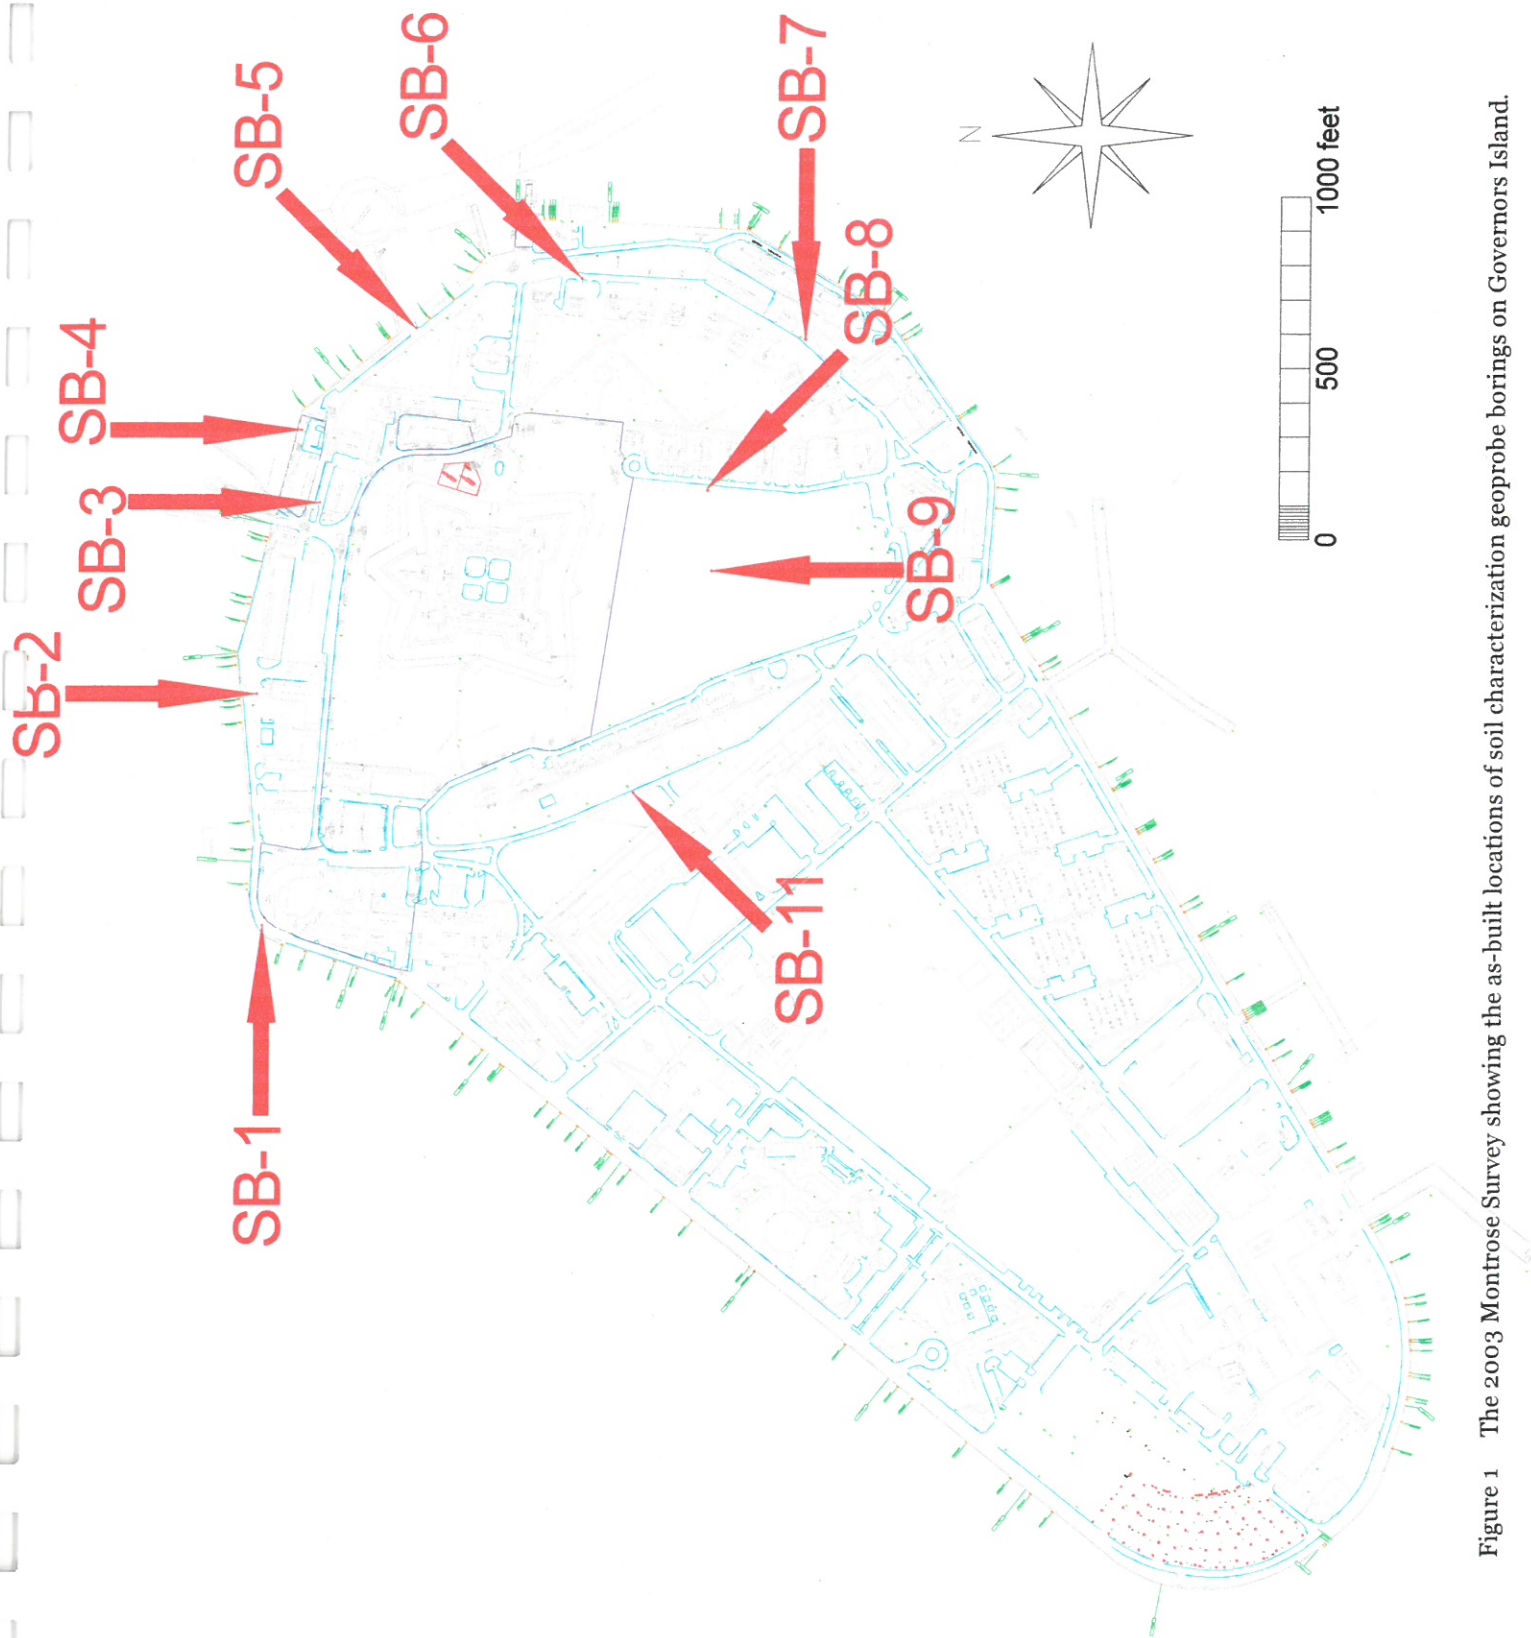 SB-1
SB-2
SB-3
SB-4
SB-5
SB-6
SB-7
SB-8
SB-9
SB-11
N
0 500 1000 feet
Figure 1 The 2003 Montrose Survey showing the as-built locations of soil characterization geoprobe borings on Governors Island.